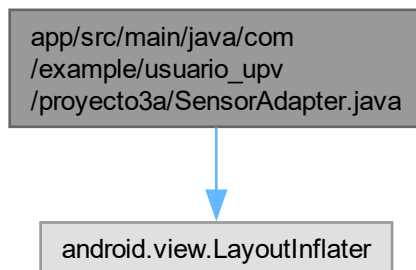 app/src/main/java/com
/example/usuario_upv
/proyecto3a/SensorAdapter.java
android.view.LayoutInflater